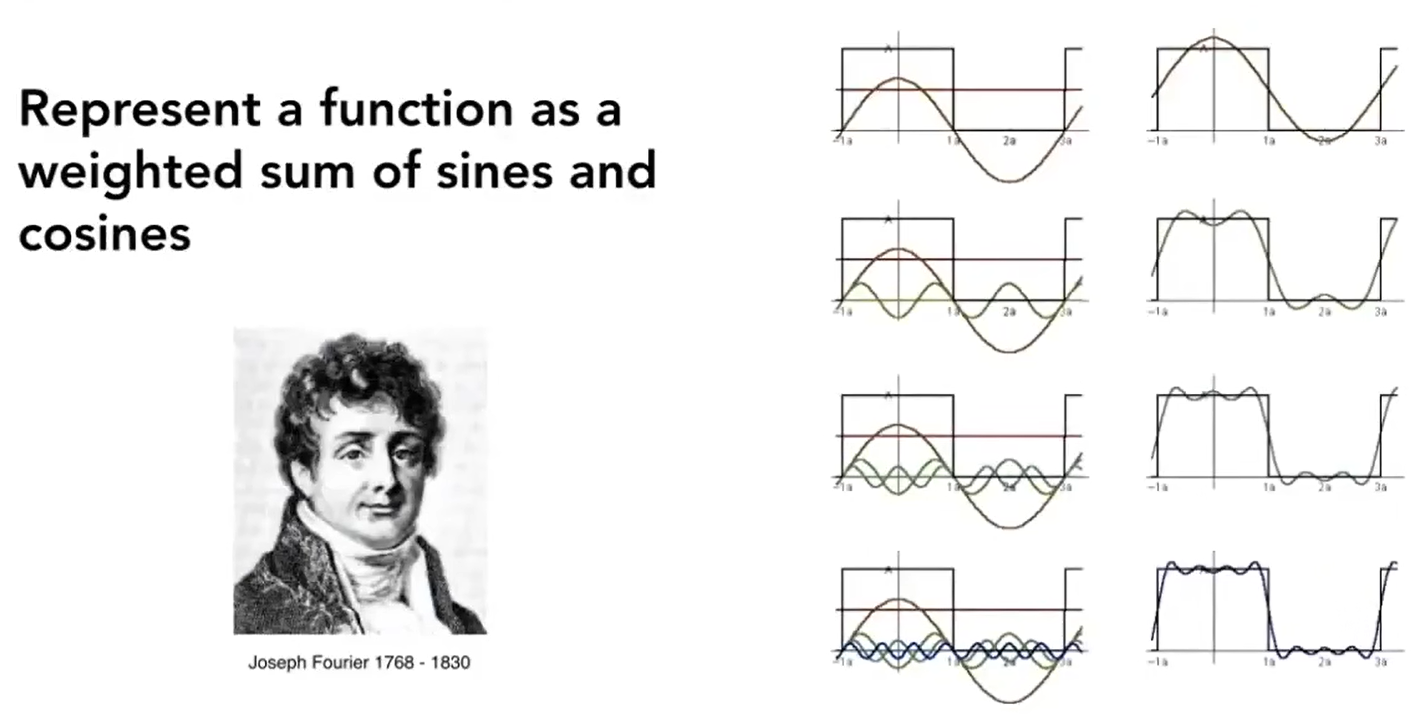 Represent a function as a
weighted sum of sines and
cosines
Joseph Fourier 1768 - 1830
A
-1a 1a 2a 3a
A
-1a 1a 2a 3a
A
-1a 1a 2a 3a
A
-1a 1a 2a 3a
A
-1a 1a 2a 3a
-1a 1a 2a 3a
A
-1a 1a 2a 3a
-1a 1a 2a 3a